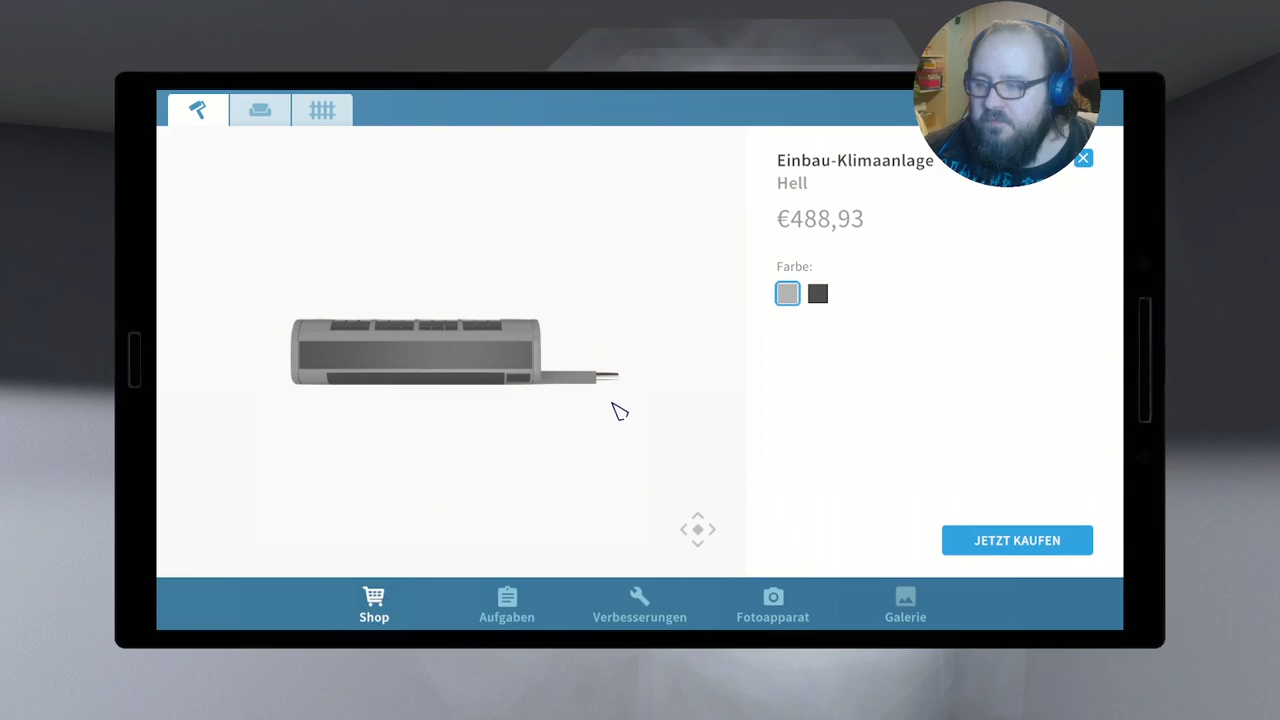 Einbau-Klimaanlage
Hell
€488,93
Farbe:
JETZT KAUFEN
Shop
Aufgaben
Verbesserungen
Fotoapparat
Galerie